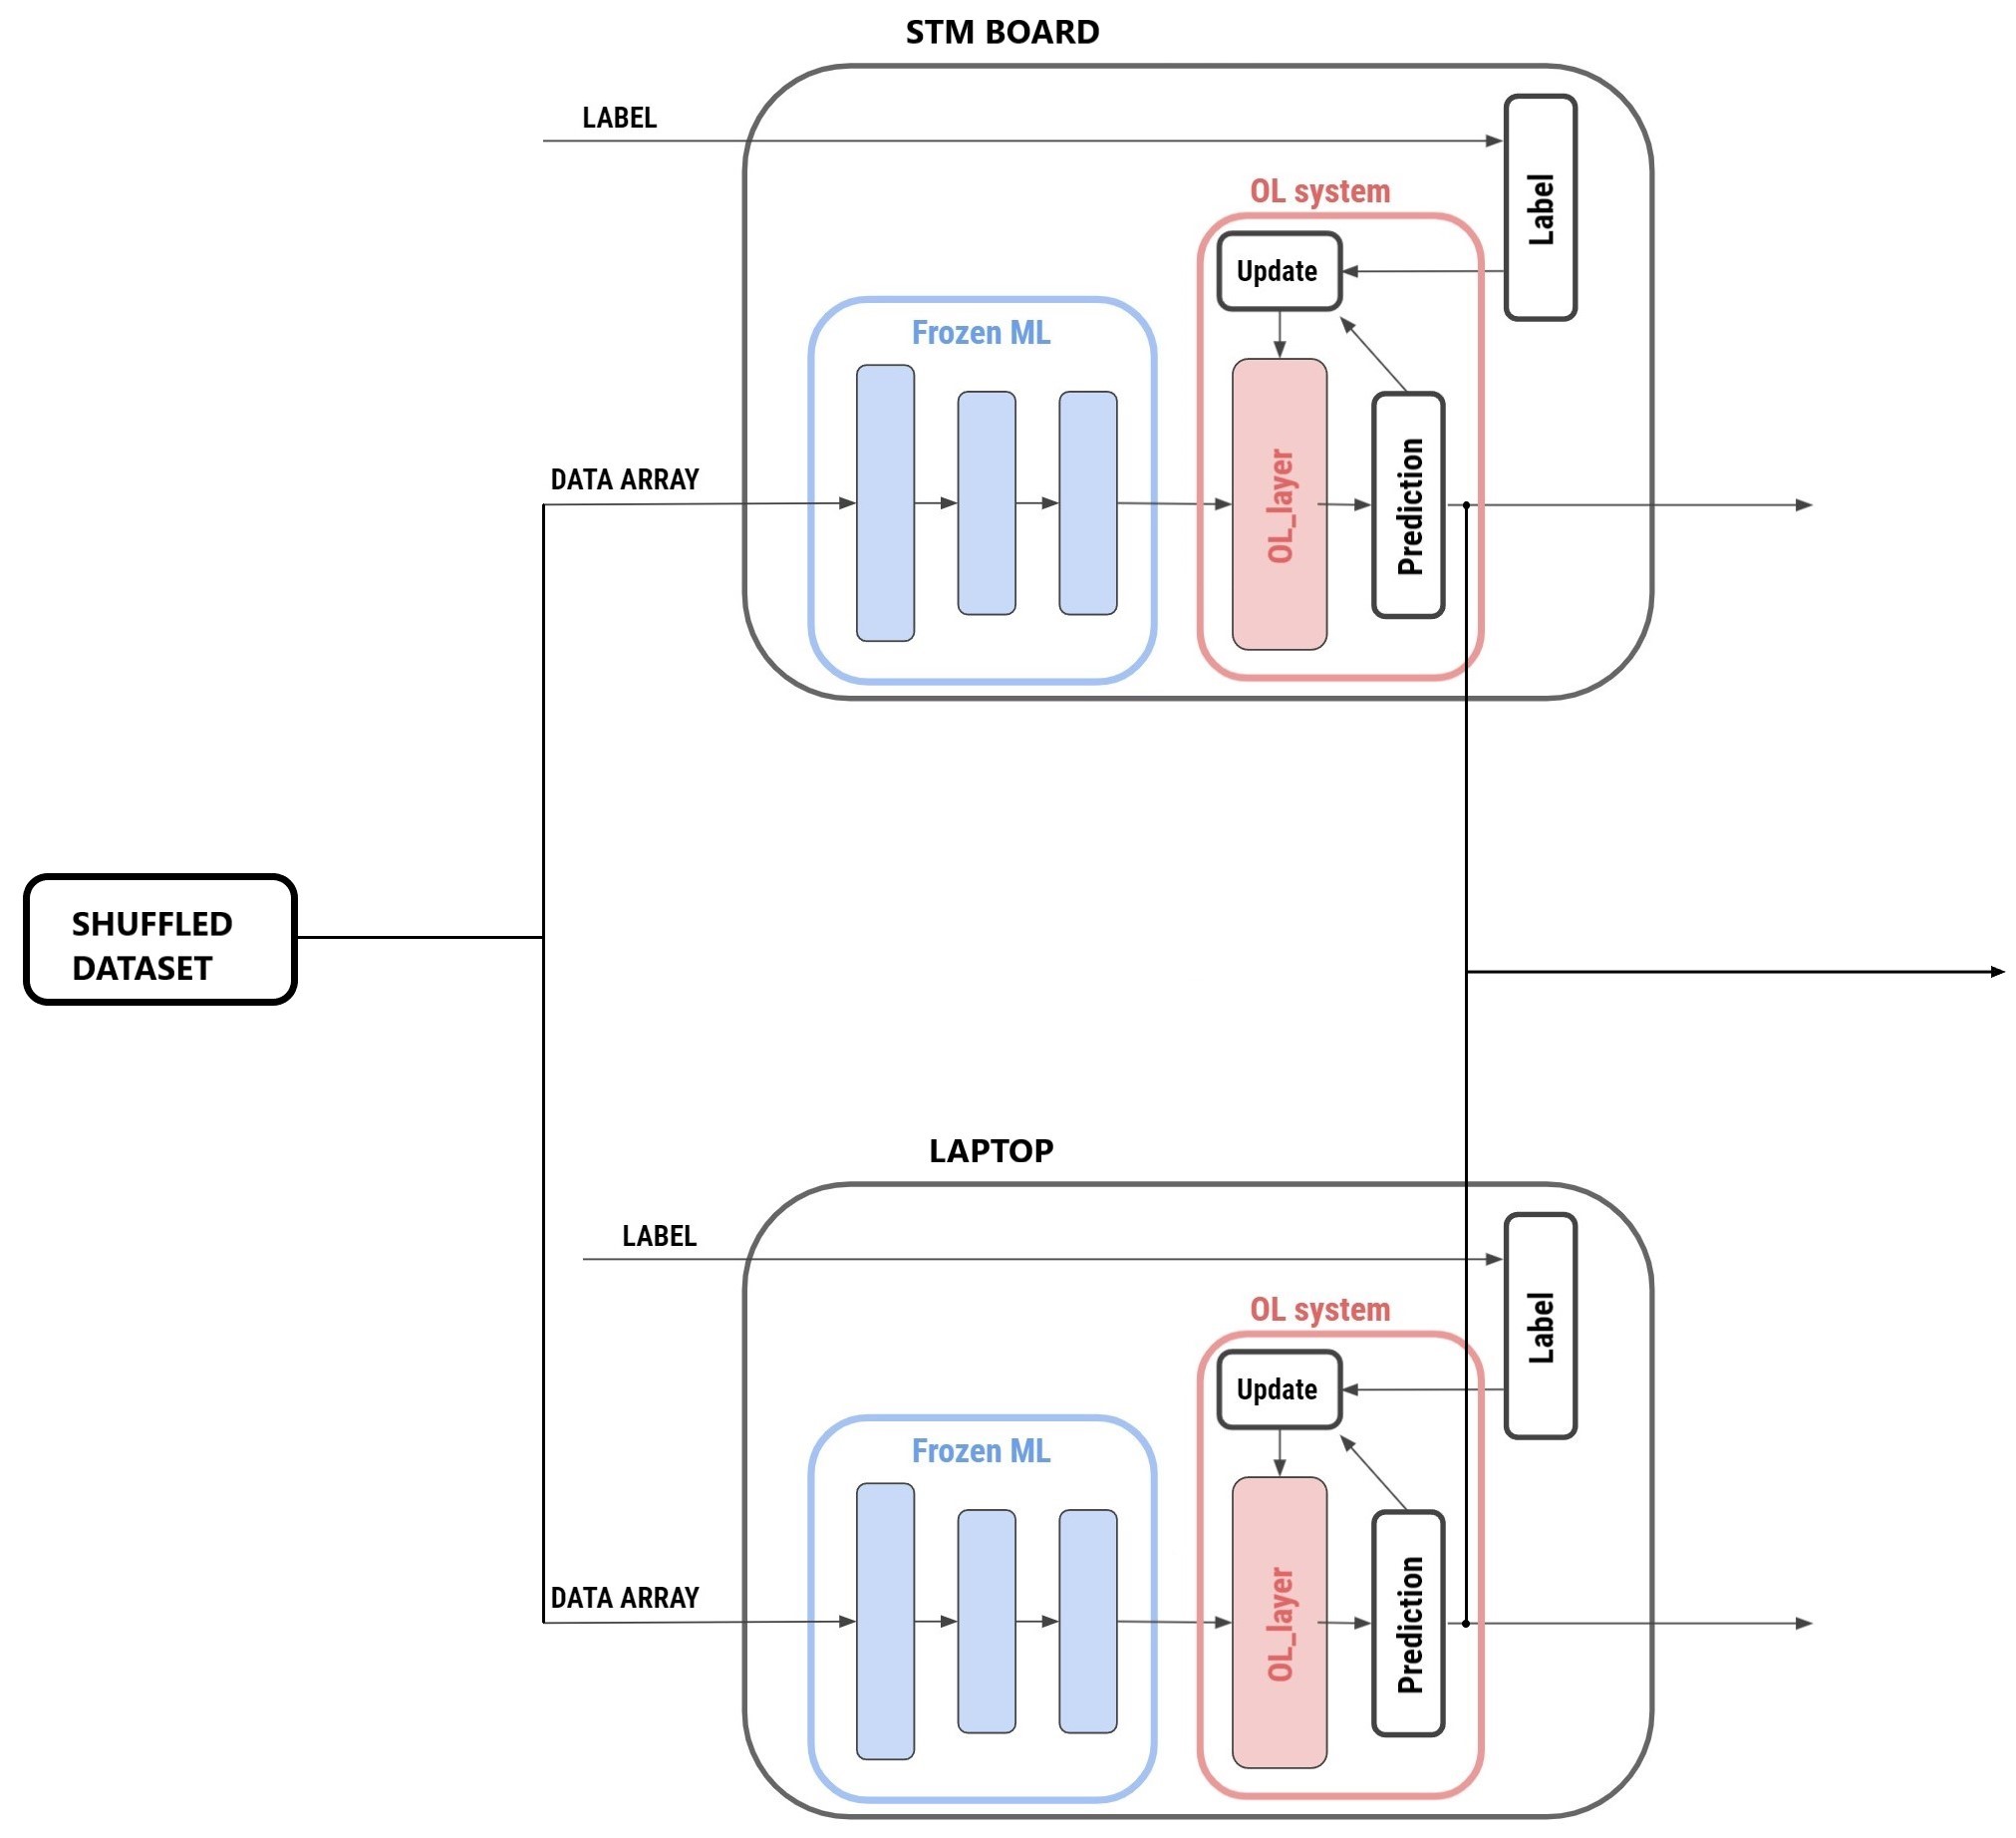 STM BOARD
LABEL
Label
OL system
Update
Frozen ML
DATA ARRAY
OL_layer
Prediction
SHUFFLED
DATASET
LAPTOP
LABEL
Label
OL system
Update
Frozen ML
DATA ARRAY
OL_layer
Prediction